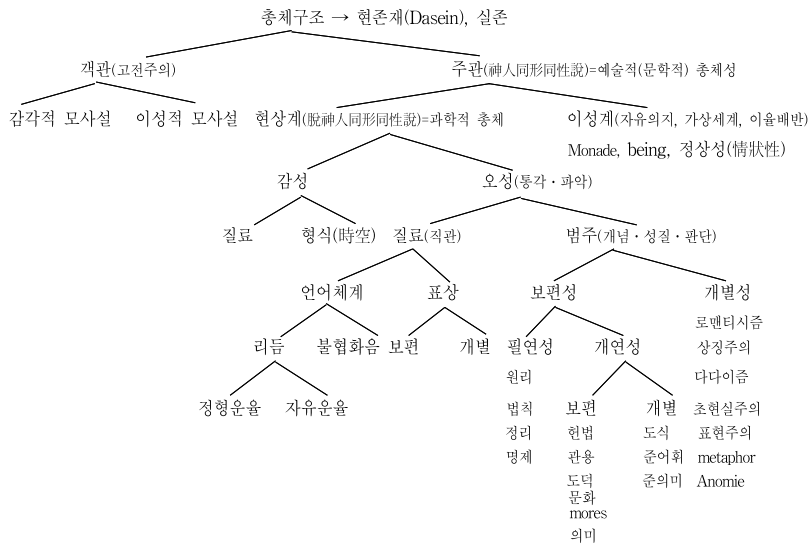 총체구조 → 현존재(Dasein), 실존
객관(고전주의) 주관(神人同形同性說)=예술적(문학적) 총체성
감각적 모사설 이성적 모사설 현상계(脫神人同形同性說)=과학적 총체 이성계(자유의지, 가상세계, 이율배반)
Monade, being, 정상성(情狀性)
감성 오성(통각·파악)
질료 형식(時空) 질료(직관) 범주(개념·성질·판단)
언어체계 표상 보편성 개별성
로맨티시즘
리듬 불협화음 보편 개별 필연성 개연성 상징주의
원리 다다이즘
정형운율 자유운율 법칙 보편 개별 초현실주의
정리 헌법 도식 표현주의
명제 관용 준어휘 metaphor
도덕 준의미 Anomie
문화
mores
의미